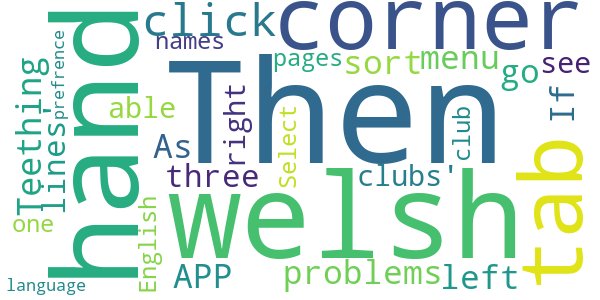 click
corner
names
pages
sort
menu
go
see
hand
Then
Teething
lines'
prefrence
able
right
Select
club
If
As
three
clubs'
tab
Welsh
one
English
APP
problems
left
language